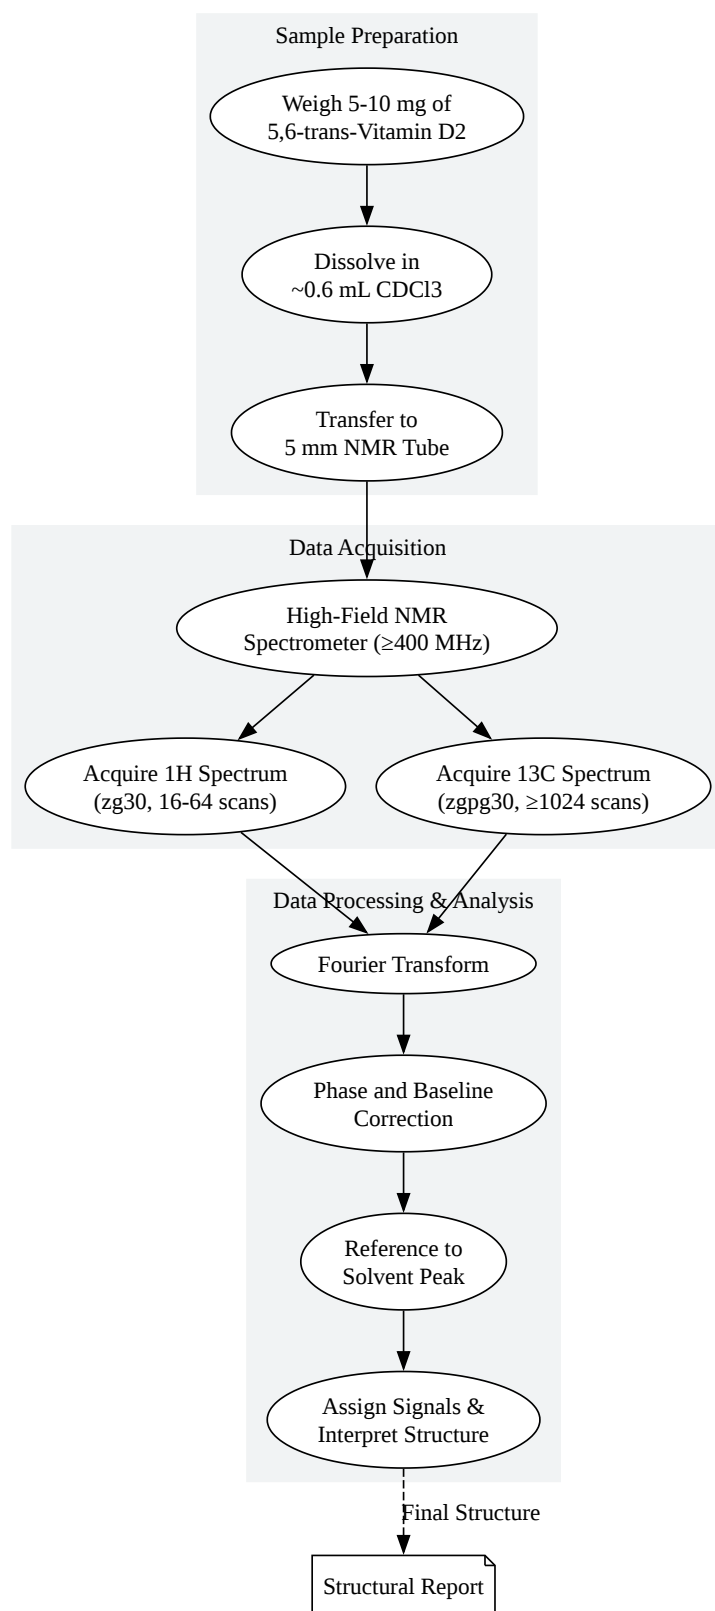 Sample Preparation
Weigh 5-10 mg of
5,6-trans-Vitamin D2
Dissolve in
~0.6 mL CDCl3
Transfer to
5 mm NMR Tube
Data Acquisition
High-Field NMR
Spectrometer (≥400 MHz)
Acquire 1H Spectrum
(zg30, 16-64 scans)
Acquire 13C Spectrum
(zgpg30, ≥1024 scans)
Data Processing & Analysis
Fourier Transform
Phase and Baseline
Correction
Reference to
Solvent Peak
Assign Signals &
Interpret Structure
Final Structure
Structural Report